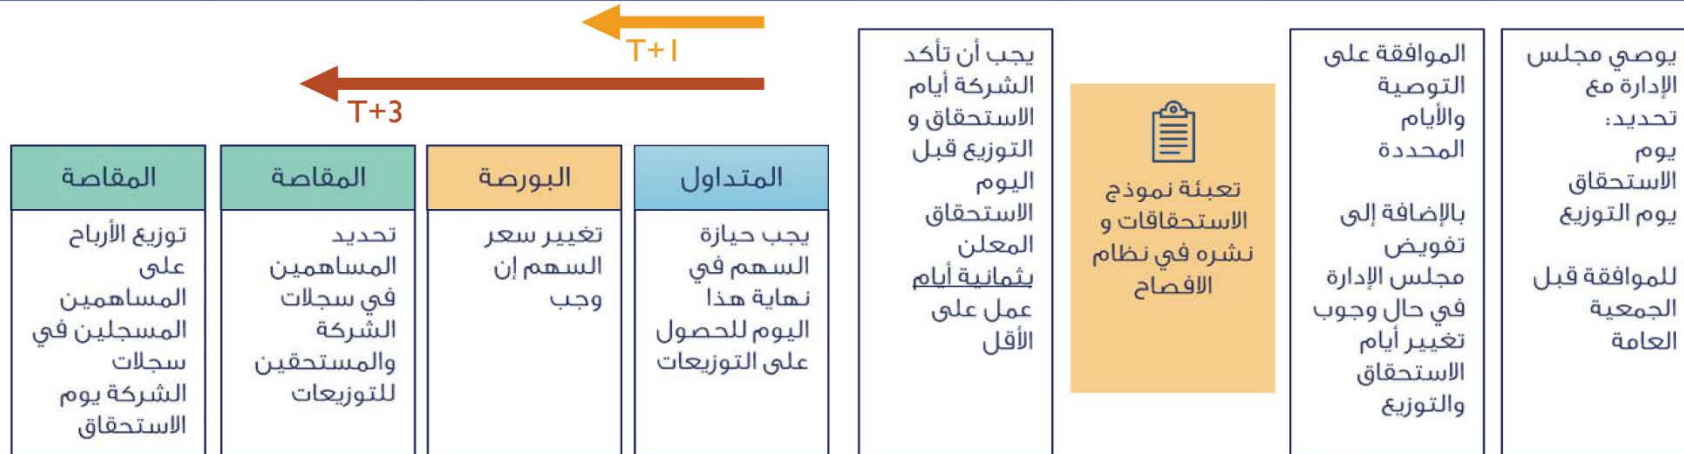 يوصي مجلس
الإدارة مع
تحديد:
يوم
الاستحقاق
يوم التوزيع
للموافقة قبل
الجمعية
العامة
الموافقة على
التوصية
والأيام
المحددة
بالإضافة إلى
تفويض
مجلس الإدارة
في حال وجوب
تغيير أيام
الاستحقاق
والتوزيع
تعبئة نموذج
الاستحقاقات و
نشره في نظام
الافصاح
يجب أن تأكد
الشركة أيام
الاستحقاق و
التوزيع قبل
اليوم
الاستحقاق
المعلن
بثمانية أيام
عمل على
الأقل
T+1
T+3
المتداول
يجب حيازة
السهم في
نهاية هذا
اليوم للحصول
على التوزيعات
البورصة
تغيير سعر
السهم إن
وجب
المقاصة
تحديد
المساهمين
في سجلات
الشركة
والمستحقين
للتوزيعات
المقاصة
توزيع الأرباح
على
المساهمين
المسجلين في
سجلات
الشركة يوم
الاستحقاق